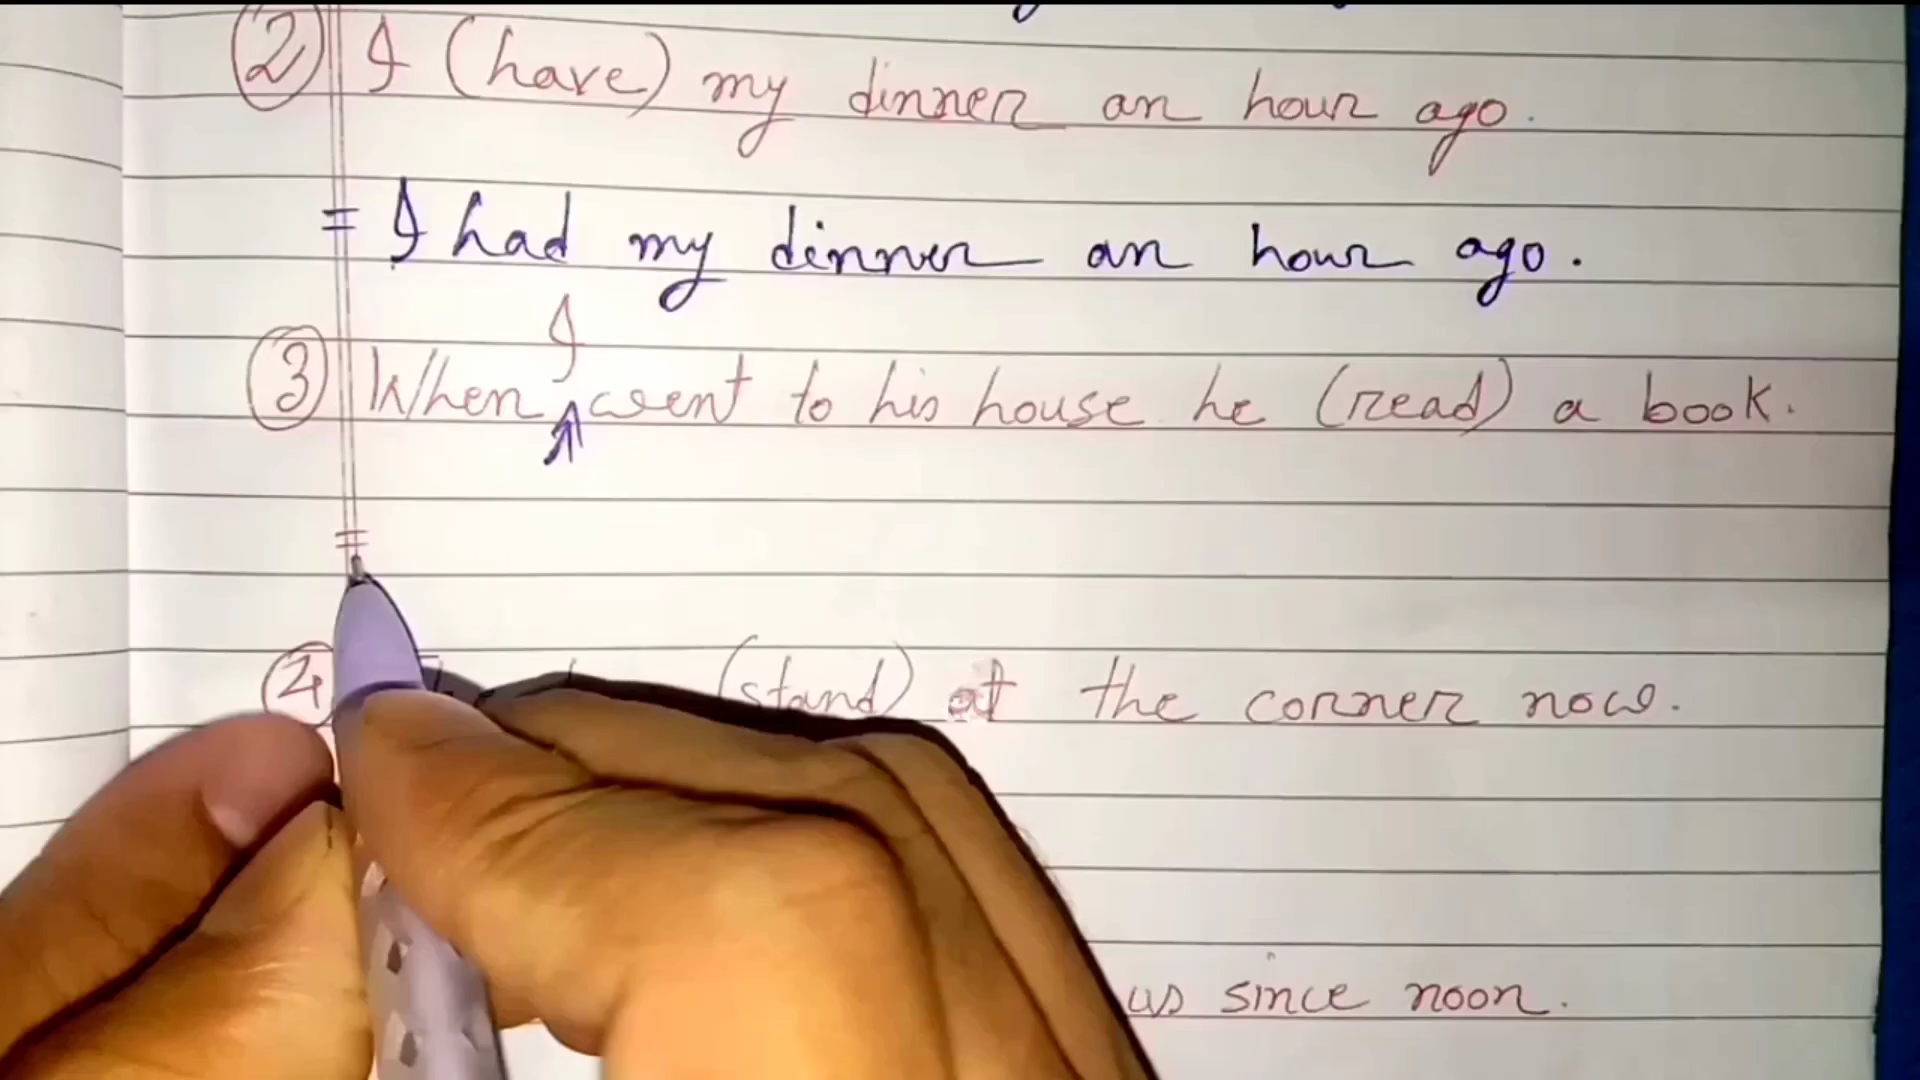 ② I (have) my dinner an hour ago.
= I had my dinner an hour ago.
I
③ When went to his house he (read) a book.
=
④ (stand) at the corner now.
us since noon.